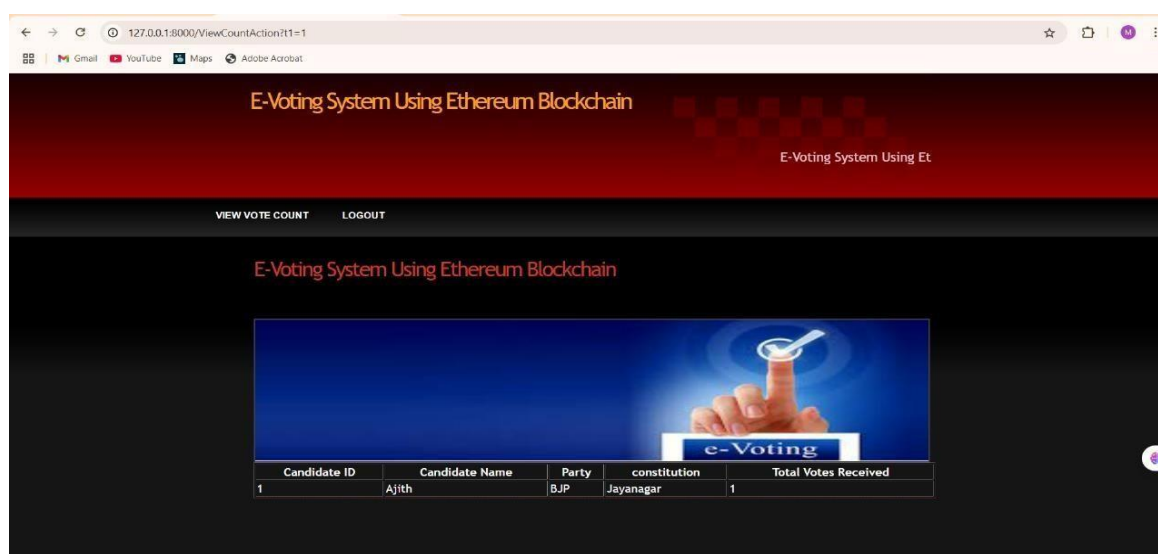 127.0.0.1:8000/ViewCountAction?t1=1
M
Gmail YouTube Maps Adobe Acrobat
E-Voting System Using Ethereum Blockchain
E-Voting System Using Et
VIEW VOTE COUNT LOGOUT
E-Voting System Using Ethereum Blockchain
e-Voting
Candidate ID Candidate Name Party constitution Total Votes Received
1 Ajith BJP Jayanagar 1